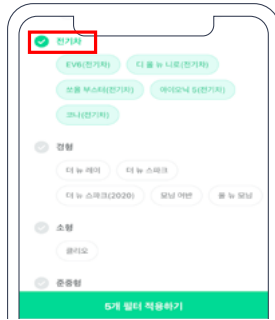 전기차
EV6(전기차) 디 올 뉴 니로(전기차)
쏘울 부스터(전기차) 아이오닉 5(전기차)
코나(전기차)
경형
더 뉴 레이 더 뉴 스파크
더 뉴 스파크(2020) 모닝 어반 올 뉴 모닝
소형
클리오
준중형
5개 필터 적용하기